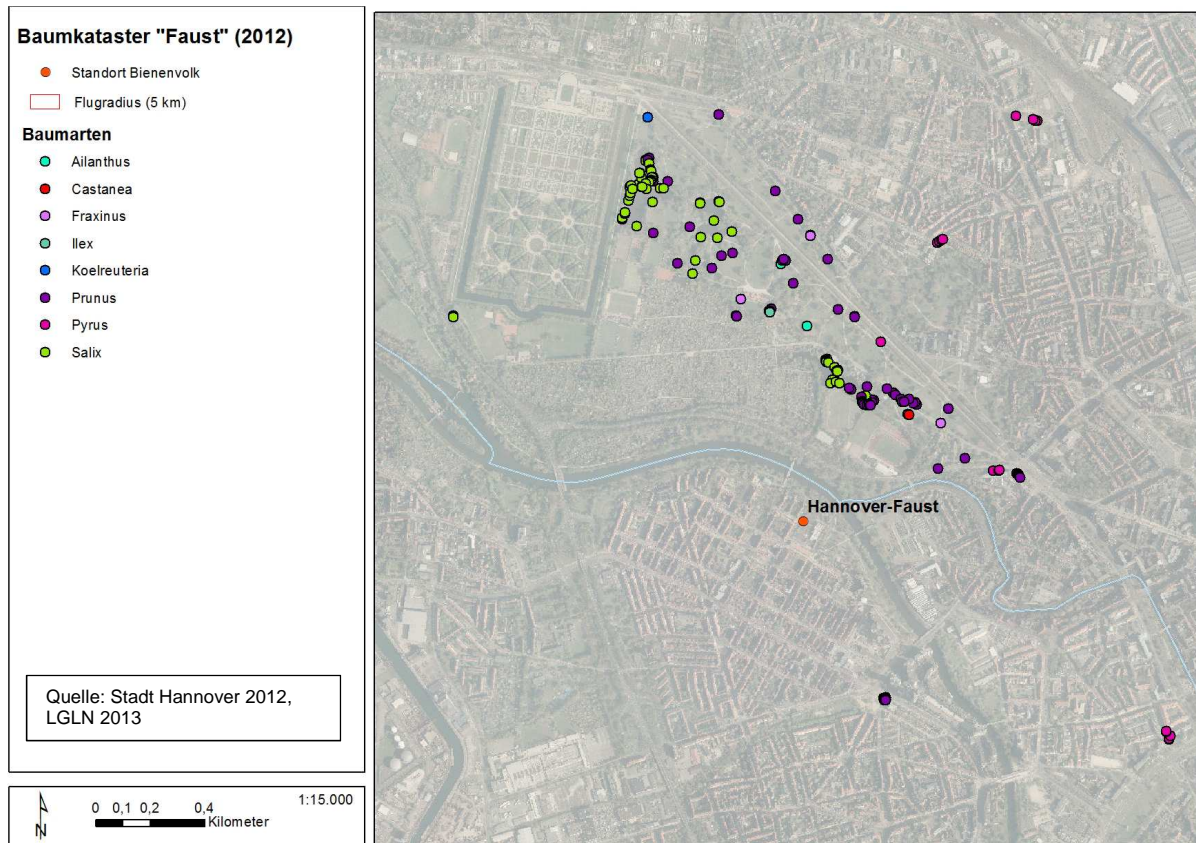 Baumkataster "Faust" (2012)
Standort Bienenvolk
Flugradius (5 km)
Baumarten
Ailanthus
Castanea
Fraxinus
Ilex
Koelreuteria
Prunus
Pyrus
Salix
Quelle: Stadt Hannover 2012,
LGLN 2013
1:15.000
0 0,1 0,2 0,4
Kilometer
N
Hannover-Faust